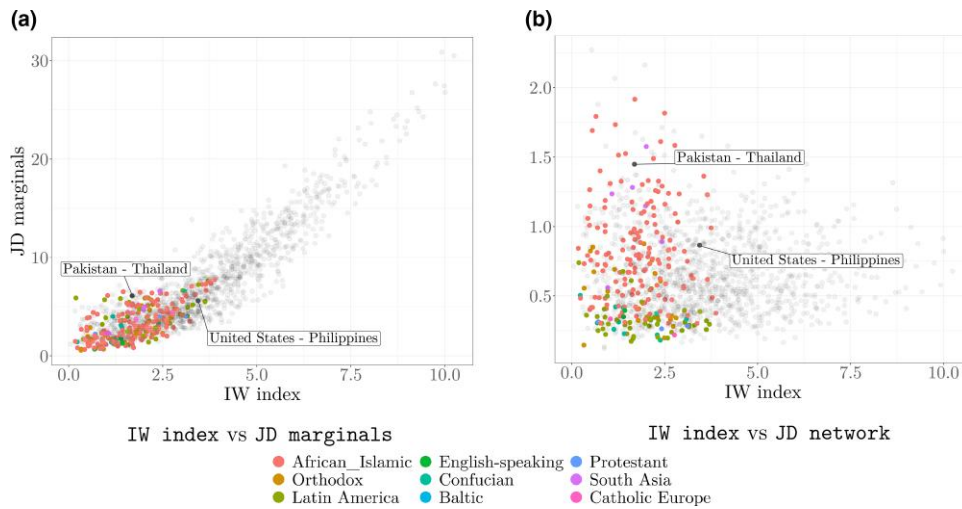 (a)
(b)
30
20
10
0
JD marginals
Pakistan - Thailand
United States - Philippines
0.0 2.5 5.0 7.5 10.0
IW index
2.0
1.5
1.0
0.5
Pakistan - Thailand
United States - Philippines
0.0 2.5 5.0 7.5 10.0
IW index
IW index vs JD marginals
IW index vs JD network
African_Islamic English-speaking Protestant
Orthodox Confucian South Asia
Latin America Baltic Catholic Europe